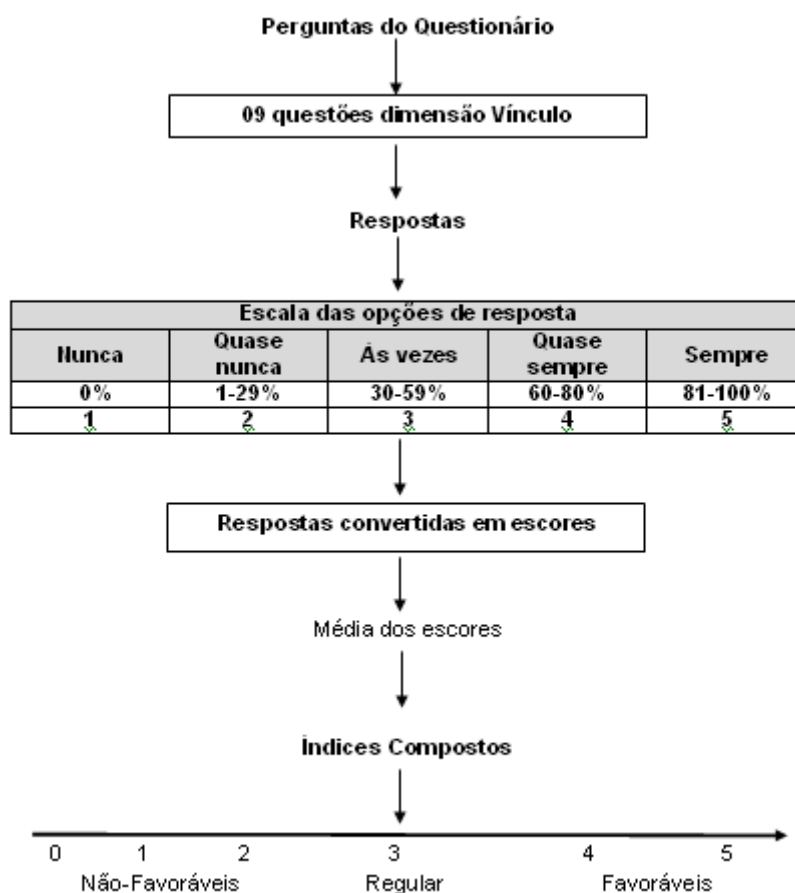 Perguntas do Questionário
09 questões dimensão Vínculo
Respostas
Escala das opções de resposta
Nunca Quase nunca Às vezes Quase sempre Sempre
0% 1-29% 30-59% 60-80% 81-100%
1 2 3 4 5
Respostas convertidas em escores
Média dos escores
Índices Compostos
0 1 2 3 4 5
Não-Favoráveis Regular Favoráveis